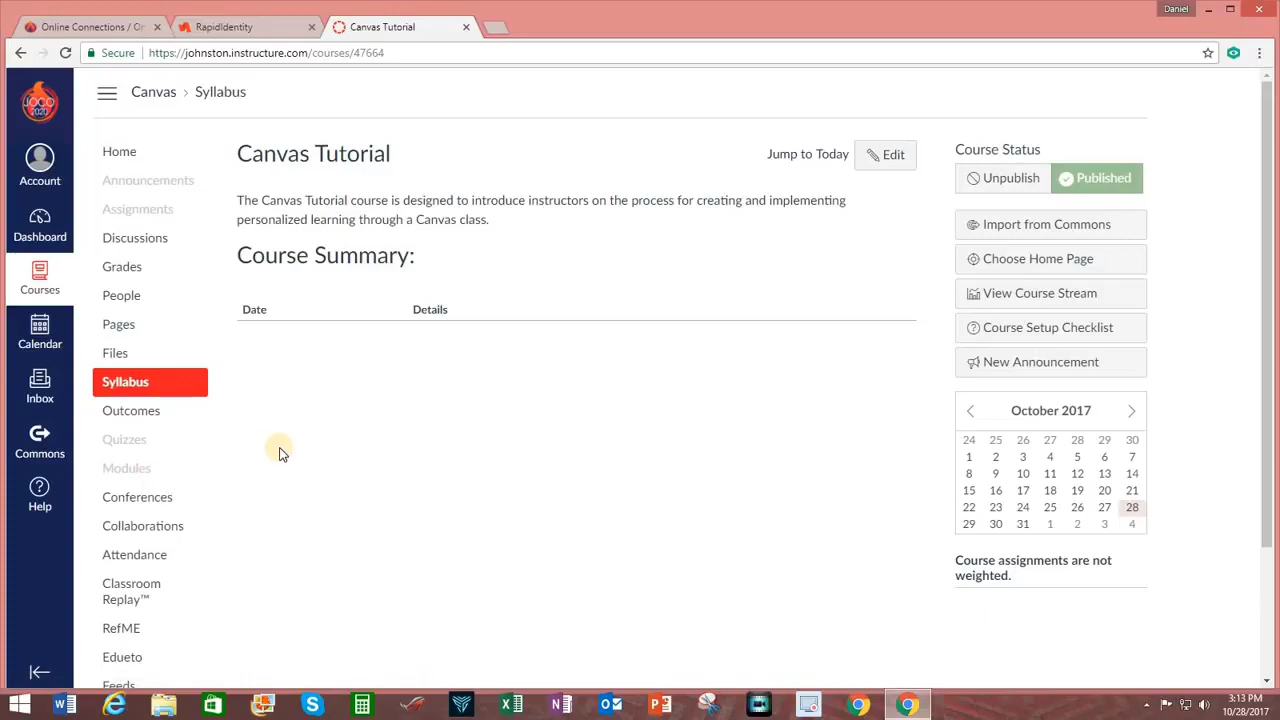 Daniel
Online Connections / Or
RapidIdentity
Canvas Tutorial
Secure
https://johnston.instructure.com/courses/47664
JOCO
2020
Account
Dashboard
Courses
Calendar
Inbox
Commons
Help
Canvas > Syllabus
Home
Announcements
Assignments
Discussions
Grades
People
Pages
Files
Syllabus
Outcomes
Quizzes
Modules
Conferences
Collaborations
Attendance
Classroom
Replay™
RefME
Edueto
Feeds
Canvas Tutorial
Jump to Today
Edit
The Canvas Tutorial course is designed to introduce instructors on the process for creating and implementing
personalized learning through a Canvas class.
Course Summary:
Date Details
Course Status
Unpublish Published
Import from Commons
Choose Home Page
View Course Stream
Course Setup Checklist
New Announcement
October 2017
24 25 26 27 28 29 30
1 2 3 4 5 6 7
8 9 10 11 12 13 14
15 16 17 18 19 20 21
22 23 24 25 26 27 28
29 30 31 1 2 3 4
Course assignments are not
weighted.
3:13 PM
10/28/2017